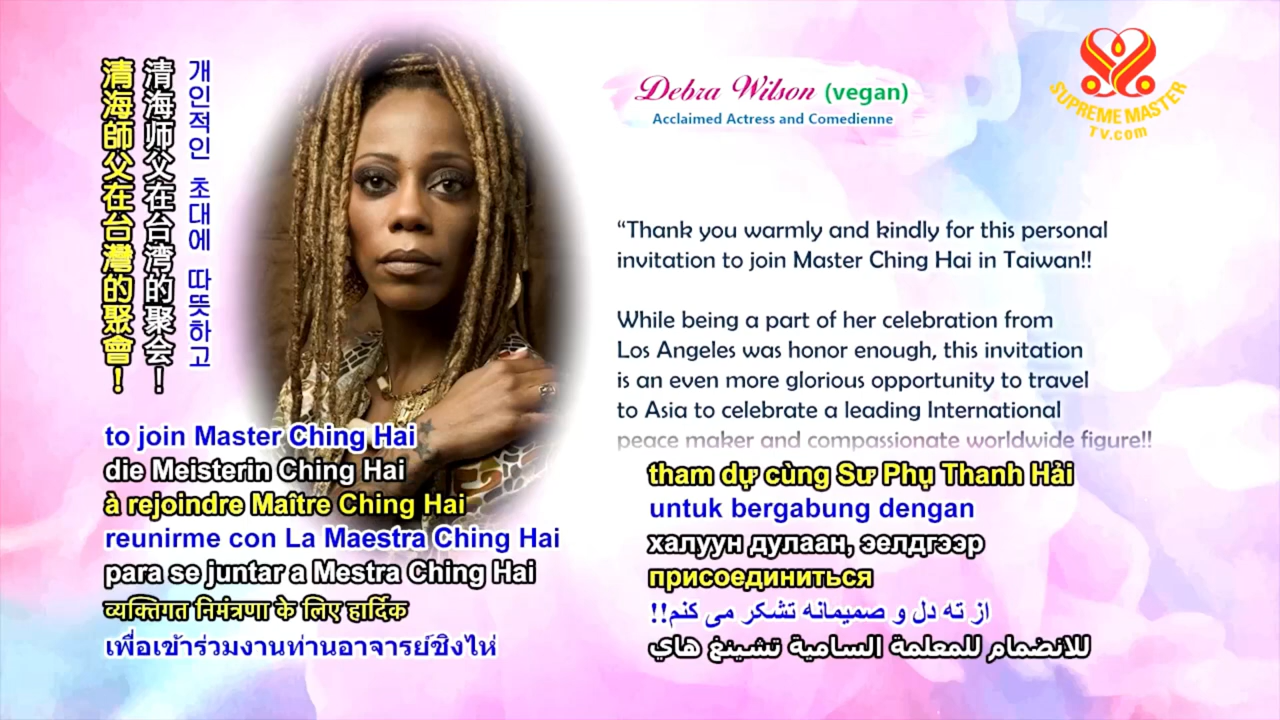 清海師父在台灣的聚會！
清海师父在台湾的聚会！
개인적인 초대에 따뜻하고
Debra Wilson (vegan)
Acclaimed Actress and Comedienne
SUPREME MASTER
TV.com
“Thank you warmly and kindly for this personal
invitation to join Master Ching Hai in Taiwan!!
While being a part of her celebration from
Los Angeles was honor enough, this invitation
is an even more glorious opportunity to travel
to Asia to celebrate a leading International
peace maker and compassionate worldwide figure!!
to join Master Ching Hai
die Meisterin Ching Hai
à rejoindre Maître Ching Hai
reunirme con La Maestra Ching Hai
para se juntar a Mestra Ching Hai
व्यक्तिगत निमंत्रणा के लिए हार्दिक
เพื่อเข้าร่วมงานท่านอาจารย์ชิงไห่
tham dự cùng Sư Phụ Thanh Hải
untuk bergabung dengan
халуун дулаан, эелдгээр
присоединиться
از ته دل و صمیمانه تشکر می کنم!!
للانضمام للمعلمة السامية تشينغ هاي